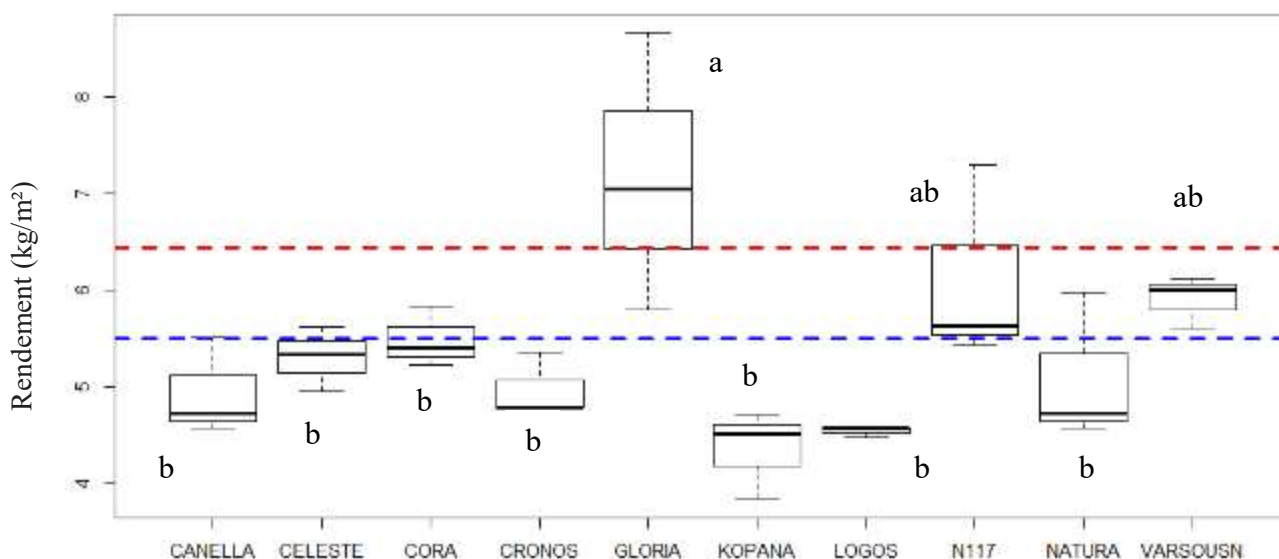 8
a
7
ab
ab
Rendement (kg/m²)
6
5
b
b
b
b
b
b
b
4
CANELLA CELESTE CORA CRONOS GLORIA KOPANA LOGOS N117 NATURA VARSOUSN